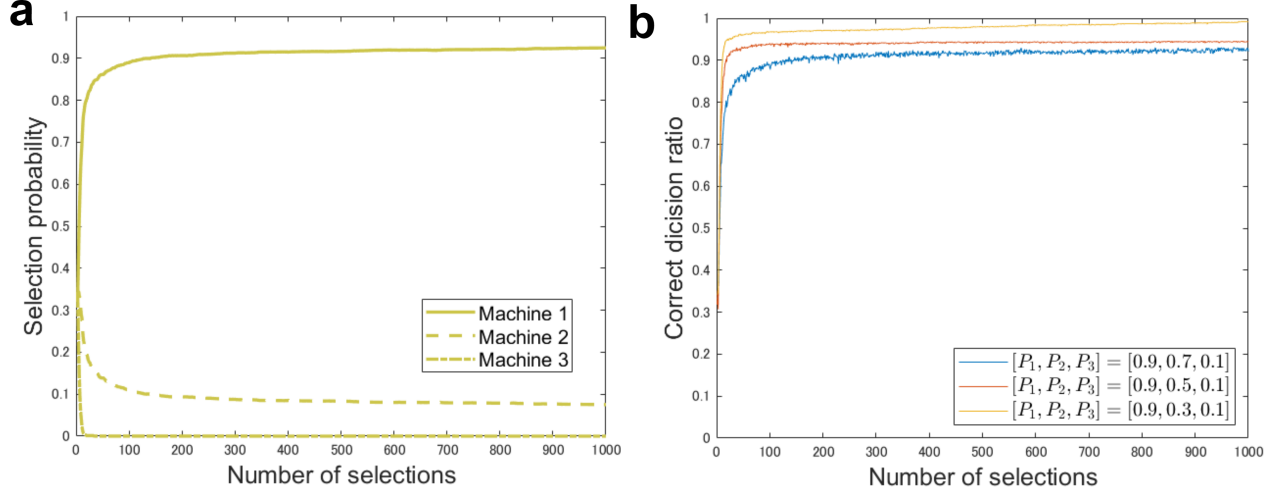 a
1
0.9
0.8
0.7
0.6
0.5
0.4
0.3
0.2
0.1
0
Selection probability
Machine 1
Machine 2
Machine 3
0 100 200 300 400 500 600 700 800 900 1000
Number of selections
b
1
0.9
0.8
0.7
0.6
0.5
0.4
0.3
0.2
0.1
0
Correct dicision ratio
[P₁, P₂, P₃] = [0.9, 0.7, 0.1]
[P₁, P₂, P₃] = [0.9, 0.5, 0.1]
[P₁, P₂, P₃] = [0.9, 0.3, 0.1]
0 100 200 300 400 500 600 700 800 900 1000
Number of selections